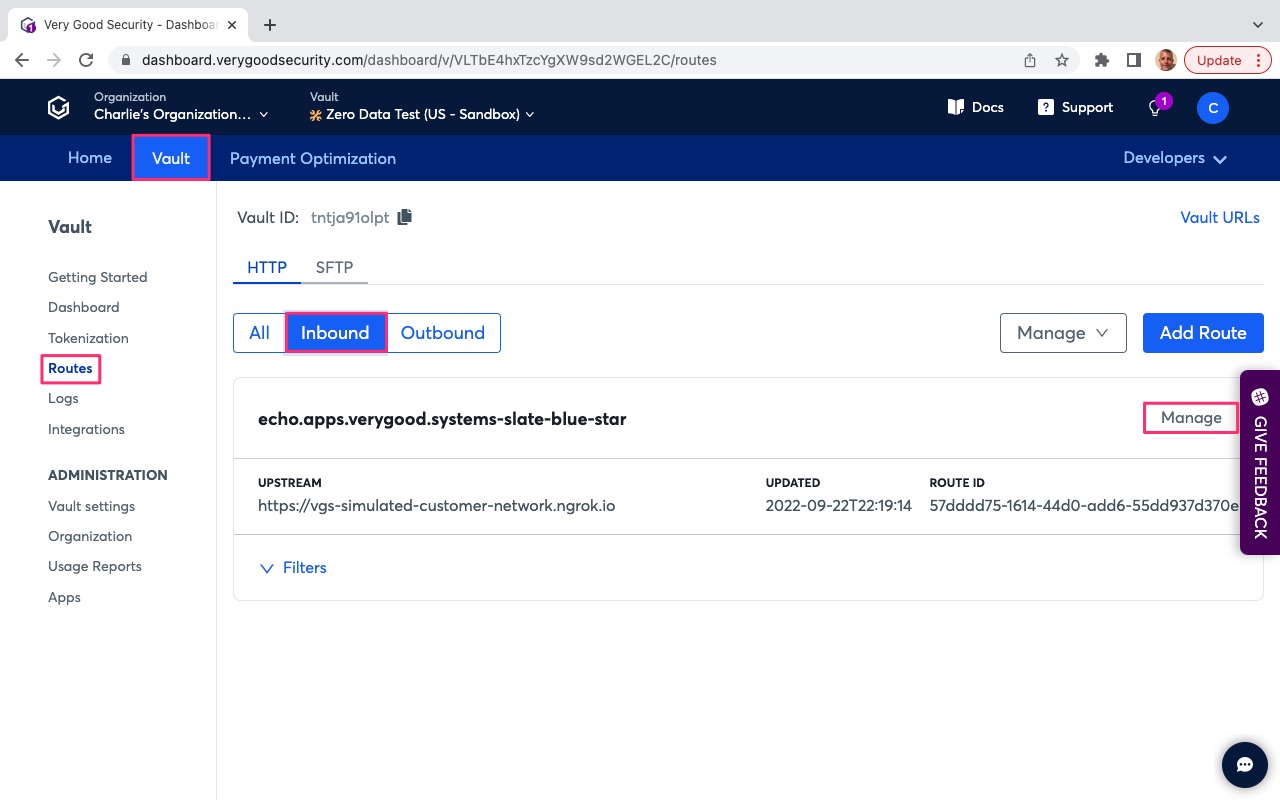 Very Good Security - Dashboar
dashboard.verygoodsecurity.com/dashboard/v/VLTbE4hxTzcYgXW9sd2WGEL2C/routes
Update
Organization
Charlie's Organization...
Vault
Zero Data Test (US - Sandbox)
Docs
? Support
1
C
Home
Vault
Payment Optimization
Developers
Vault
Getting Started
Dashboard
Tokenization
Routes
Logs
Integrations
ADMINISTRATION
Vault settings
Organization
Usage Reports
Apps
Vault ID: tntja91olpt
Vault URLs
HTTP
SFTP
All
Inbound
Outbound
Manage
Add Route
echo.apps.verygood.systems-slate-blue-star
Manage
UPSTREAM
https://vgs-simulated-customer-network.ngrok.io
UPDATED
2022-09-22T22:19:14
ROUTE ID
57dddd75-1614-44d0-add6-55dd937d370e
Filters
GIVE FEEDBACK